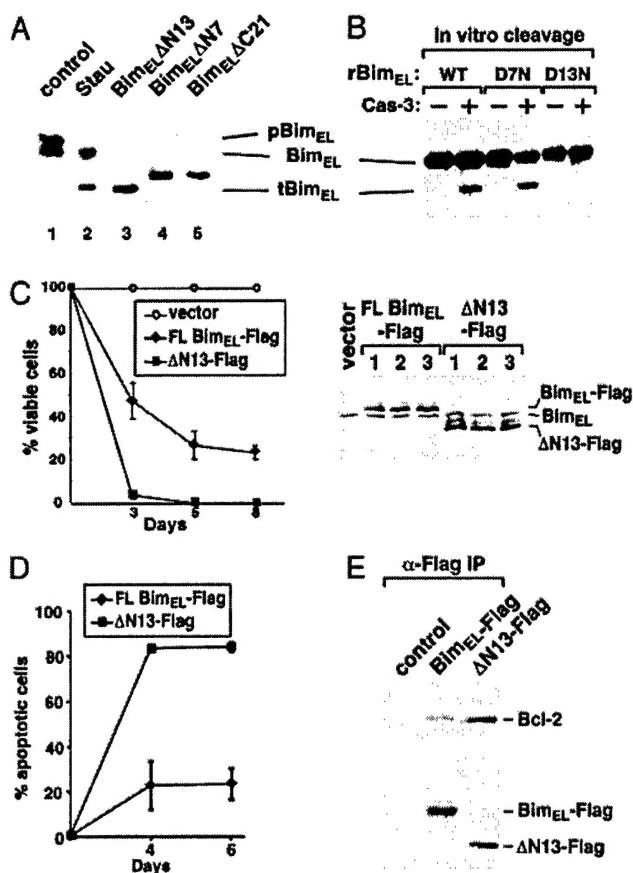 A
control
Stau
BimELΔN13
BimELΔN7
BimELΔC21
pBimEL
BimEL
tBimEL
1 2 3 4 5
B
In vitro cleavage
rBimEL: WT D7N D13N
Cas-3: − + − + − +
C
% viable cells
100
80
60
40
20
0
vector
FL BimEL-Flag
ΔN13-Flag
3 5
Days
vector
FL BimEL
-Flag
ΔN13
-Flag
1 2 3 1 2 3
BimEL-Flag
BimEL
ΔN13-Flag
D
FL BimEL-Flag
ΔN13-Flag
% apoptotic cells
100
80
60
40
20
0
4 6
Days
E
α-Flag IP
control
BimEL-Flag
ΔN13-Flag
Bcl-2
BimEL-Flag
ΔN13-Flag